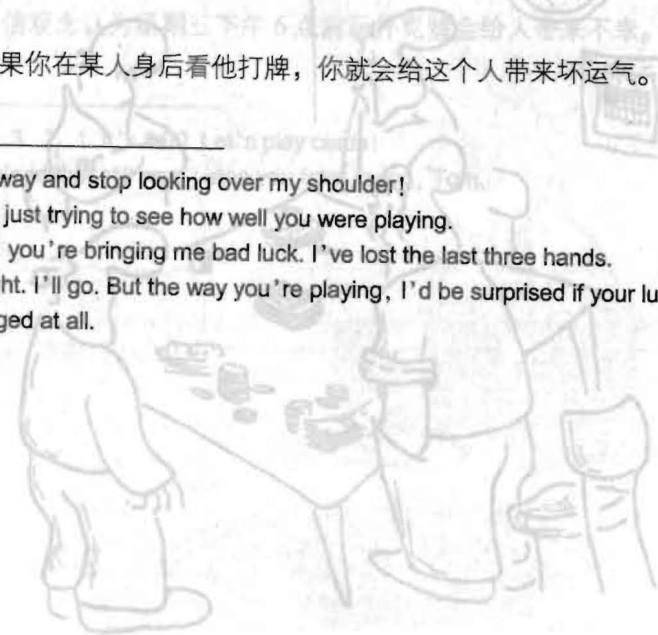 果你在某人身后看他打牌，你就会给这个人带来坏运气。
way and stop looking over my shoulder!
just trying to see how well you were playing.
you're bringing me bad luck. I've lost the last three hands.
ht. I'll go. But the way you're playing, I'd be surprised if your lu
ged at all.